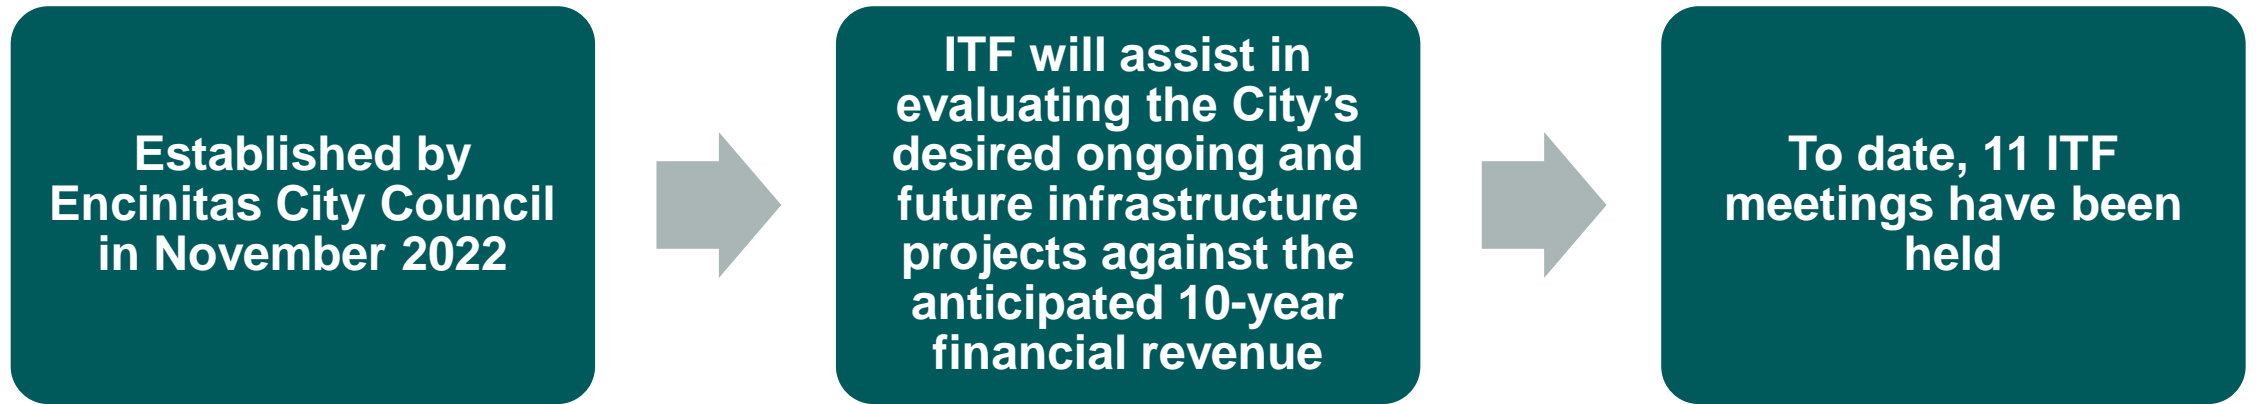 Established by
Encinitas City Council
in November 2022
ITF will assist in
evaluating the City’s
desired ongoing and
future infrastructure
projects against the
anticipated 10-year
financial revenue
To date, 11 ITF
meetings have been
held